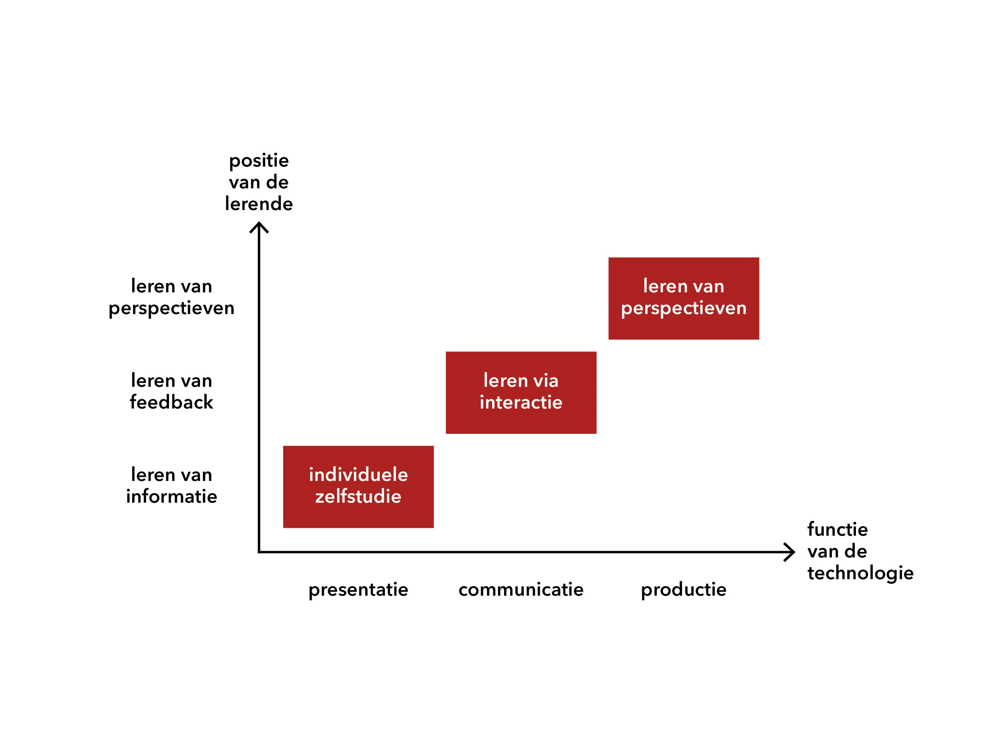 positie
van de
lerende
leren van
perspectieven
leren van
perspectieven
leren van
feedback
leren via
interactie
leren van
informatie
individuele
zelfstudie
functie
van de
technologie
presentatie
communicatie
productie